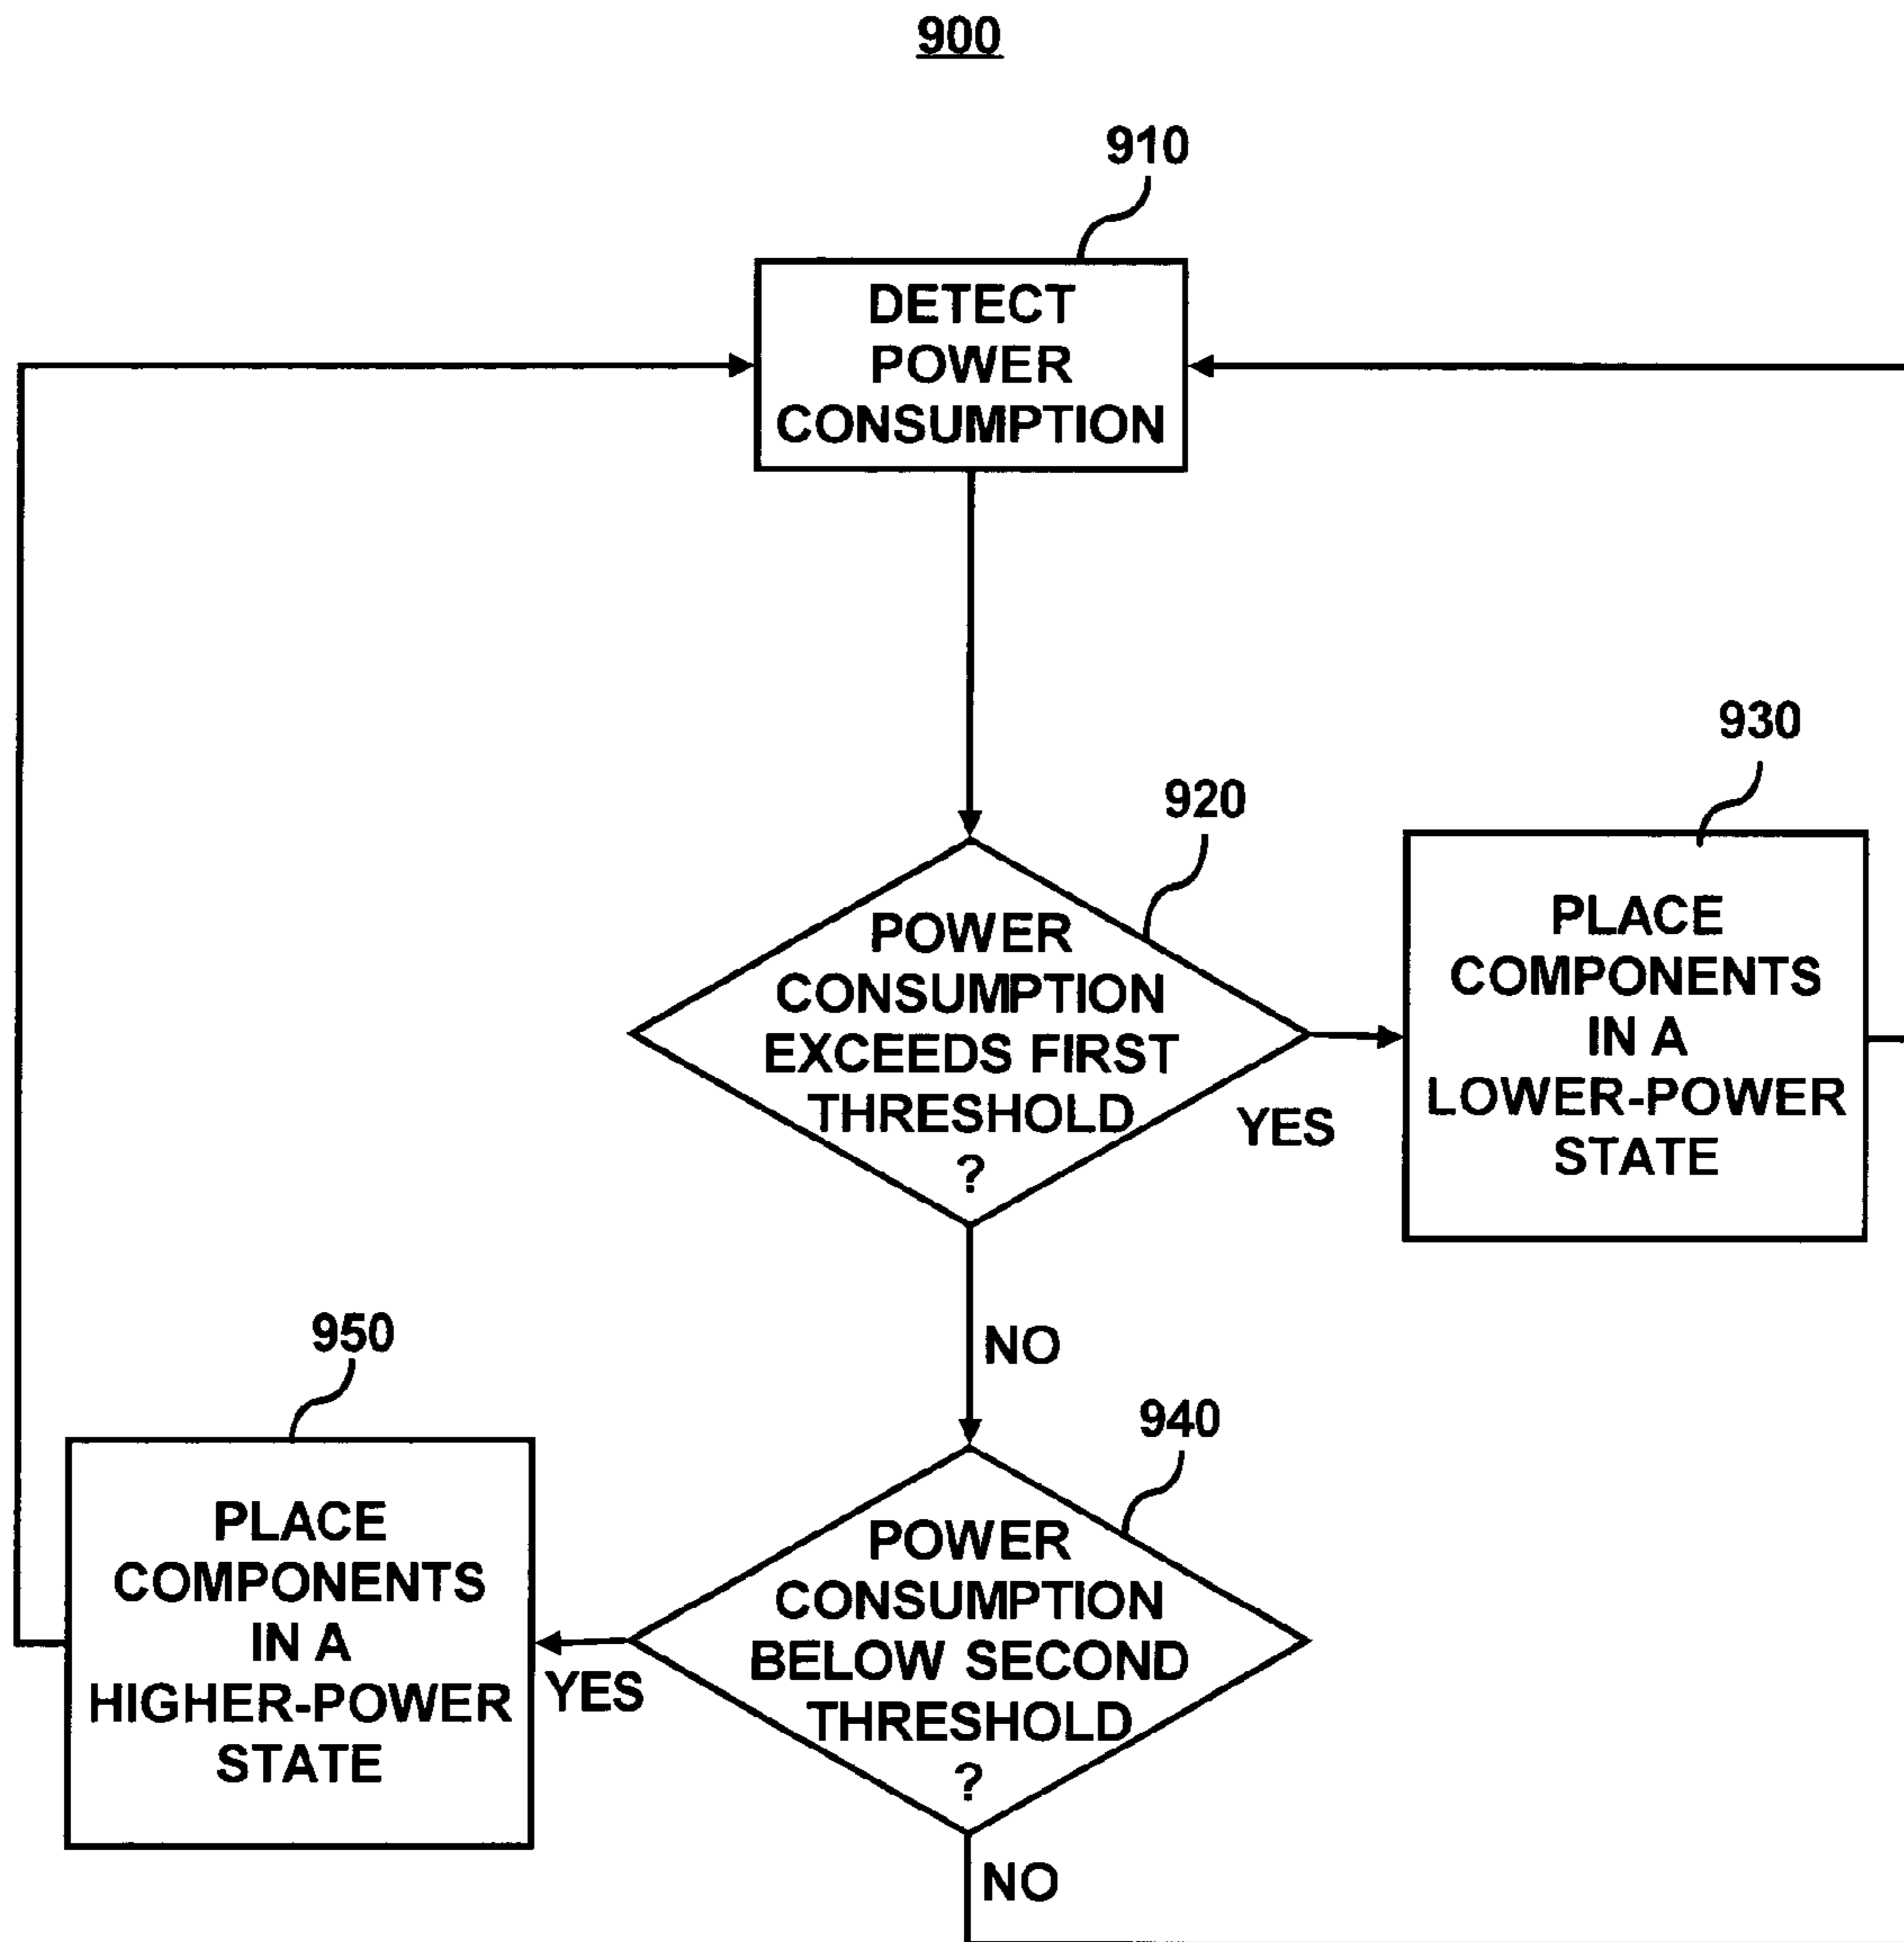 900
910
DETECT
POWER
CONSUMPTION
920
POWER
CONSUMPTION
EXCEEDS FIRST
THRESHOLD
?
YES
930
PLACE
COMPONENTS
IN A
LOWER-POWER
STATE
NO
940
POWER
CONSUMPTION
BELOW SECOND
THRESHOLD
?
YES
950
PLACE
COMPONENTS
IN A
HIGHER-POWER
STATE
NO